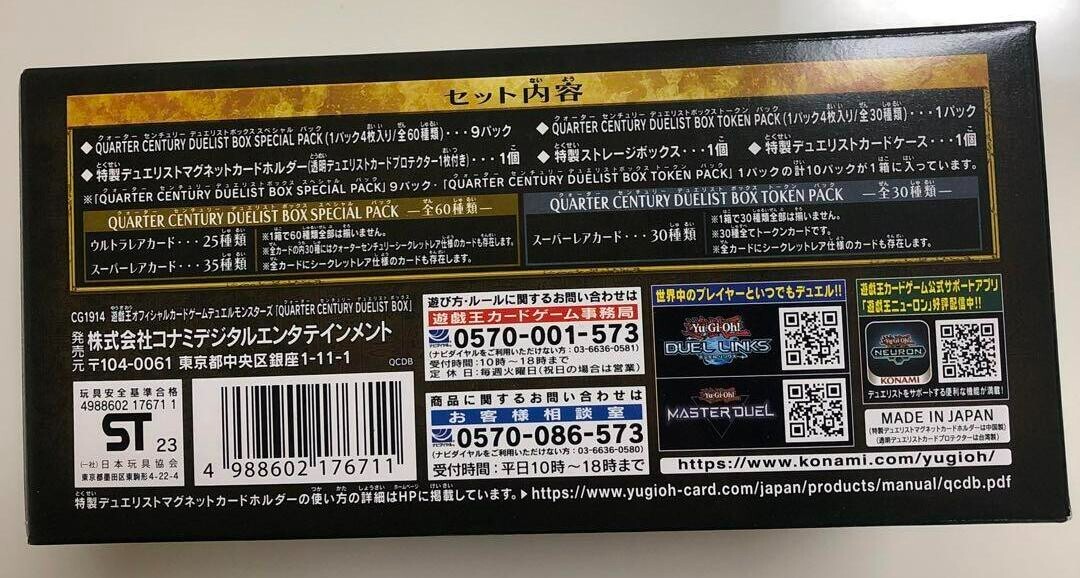 セット内容
◆QUARTER CENTURY DUELIST BOX SPECIAL PACK(1パック4枚入り/全60種類)・・・9パック
◆QUARTER CENTURY DUELIST BOX TOKEN PACK(1パック4枚入り/全30種類)・・・1パック
◆特製デュエリストマグネットカードホルダー(透明デュエリストカードプロテクター1枚付き)・・・1個
◆特製ストレージボックス・・・1個
◆特製デュエリストカードケース・・・1個
※「QUARTER CENTURY DUELIST BOX SPECIAL PACK」9パック・「QUARTER CENTURY DUELIST BOX TOKEN PACK」1パックの計10パックが1箱に入っています。
QUARTER CENTURY DUELIST BOX SPECIAL PACK ―全60種類―
ウルトラレアカード・・・25種類
スーパーレアカード・・・35種類
※1箱で60種類全部は揃いません。
※全カードの内30種にはクォーターセンチュリーシークレットレア仕様のカードも存在します。
※全カードにシークレットレア仕様のカードも存在します。
QUARTER CENTURY DUELIST BOX TOKEN PACK ―全30種類―
スーパーレアカード・・・30種類
※1箱で30種類全部は揃いません。
※30種全てトークンカードです。
※全カードにシークレットレア仕様のカードも存在します。
CG1914 遊戯王オフィシャルカードゲームデュエルモンスターズ「QUARTER CENTURY DUELIST BOX」
発売元 株式会社コナミデジタルエンタテインメント
〒104-0061 東京都中央区銀座1-11-1
QCDB
玩具安全基準合格
4988602 17671 1
ST 23
(一社)日本玩具協会
東京都墨田区東駒形4-22-4
4 988602 176711
遊び方・ルールに関するお問い合わせは
遊戯王カードゲーム事務局
ナビダイヤル 0570-001-573
(ナビダイヤルをご利用いただけない方:03-6636-0581)
受付時間:10時~18時まで
定休日:毎週火曜日(祝日の場合は営業)
商品に関するお問い合わせは
お客様相談室
ナビダイヤル 0570-086-573
(ナビダイヤルをご利用いただけない方:03-6636-0580)
受付時間:平日10時~18時まで
世界中のプレイヤーといつでもデュエル!!
Yu-Gi-Oh!
DUEL LINKS
Yu-Gi-Oh!
MASTER DUEL
遊戯王カードゲーム公式サポートアプリ
「遊戯王ニューロン」好評配信中!!
Yu-Gi-Oh!
NEURON
KONAMI
デュエリストをサポートする便利な機能が満載!
MADE IN JAPAN
(特製デュエリストマグネットカードホルダーは中国製)
(透明デュエリストカードプロテクターは台湾製)
https://www.konami.com/yugioh/
特製デュエリストマグネットカードホルダーの使い方の詳細はHPに掲載しています。▶https://www.yugioh-card.com/japan/products/manual/qcdb.pdf